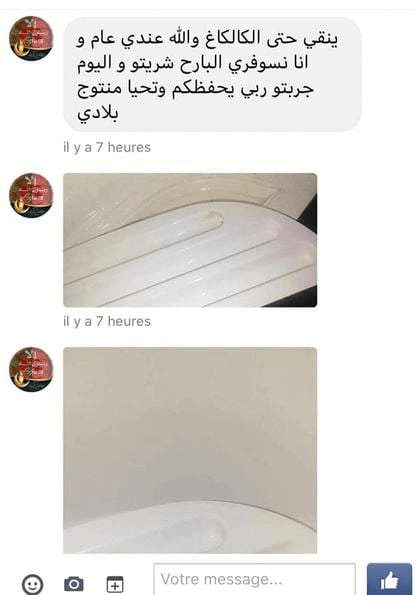 ينقي حتى الكالكاغ والله عندي عام و
انا نسوفري البارح شريتو و اليوم
جربتو ربي يحفظكم وتحيا منتوج
بلادي
il y a 7 heures
il y a 7 heures
Votre message...